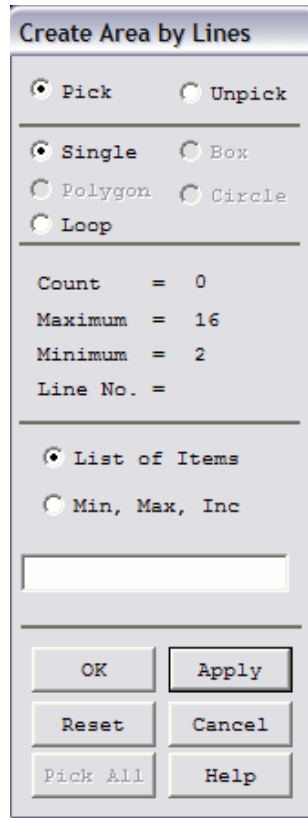 Create Area by Lines
Pick Unpick
Single Box
Polygon Circle
Loop
Count = 0
Maximum = 16
Minimum = 2
Line No. =
List of Items
Min, Max, Inc
OK Apply
Reset Cancel
Pick All Help